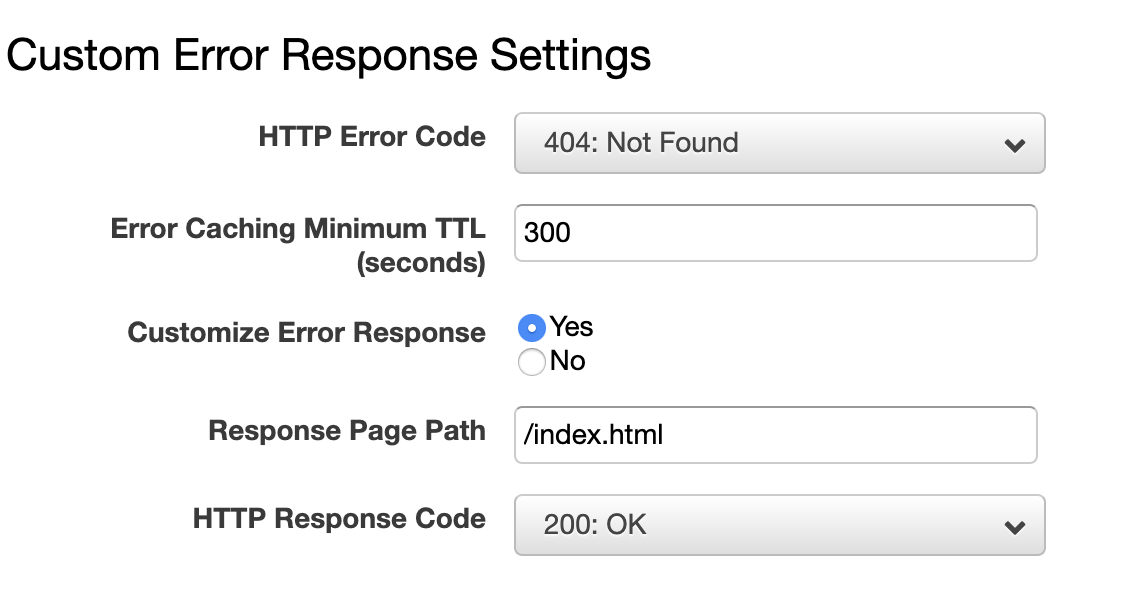 Custom Error Response Settings
HTTP Error Code
404: Not Found
Error Caching Minimum TTL
(seconds)
300
Customize Error Response
Yes
No
Response Page Path
/index.html
HTTP Response Code
200: OK